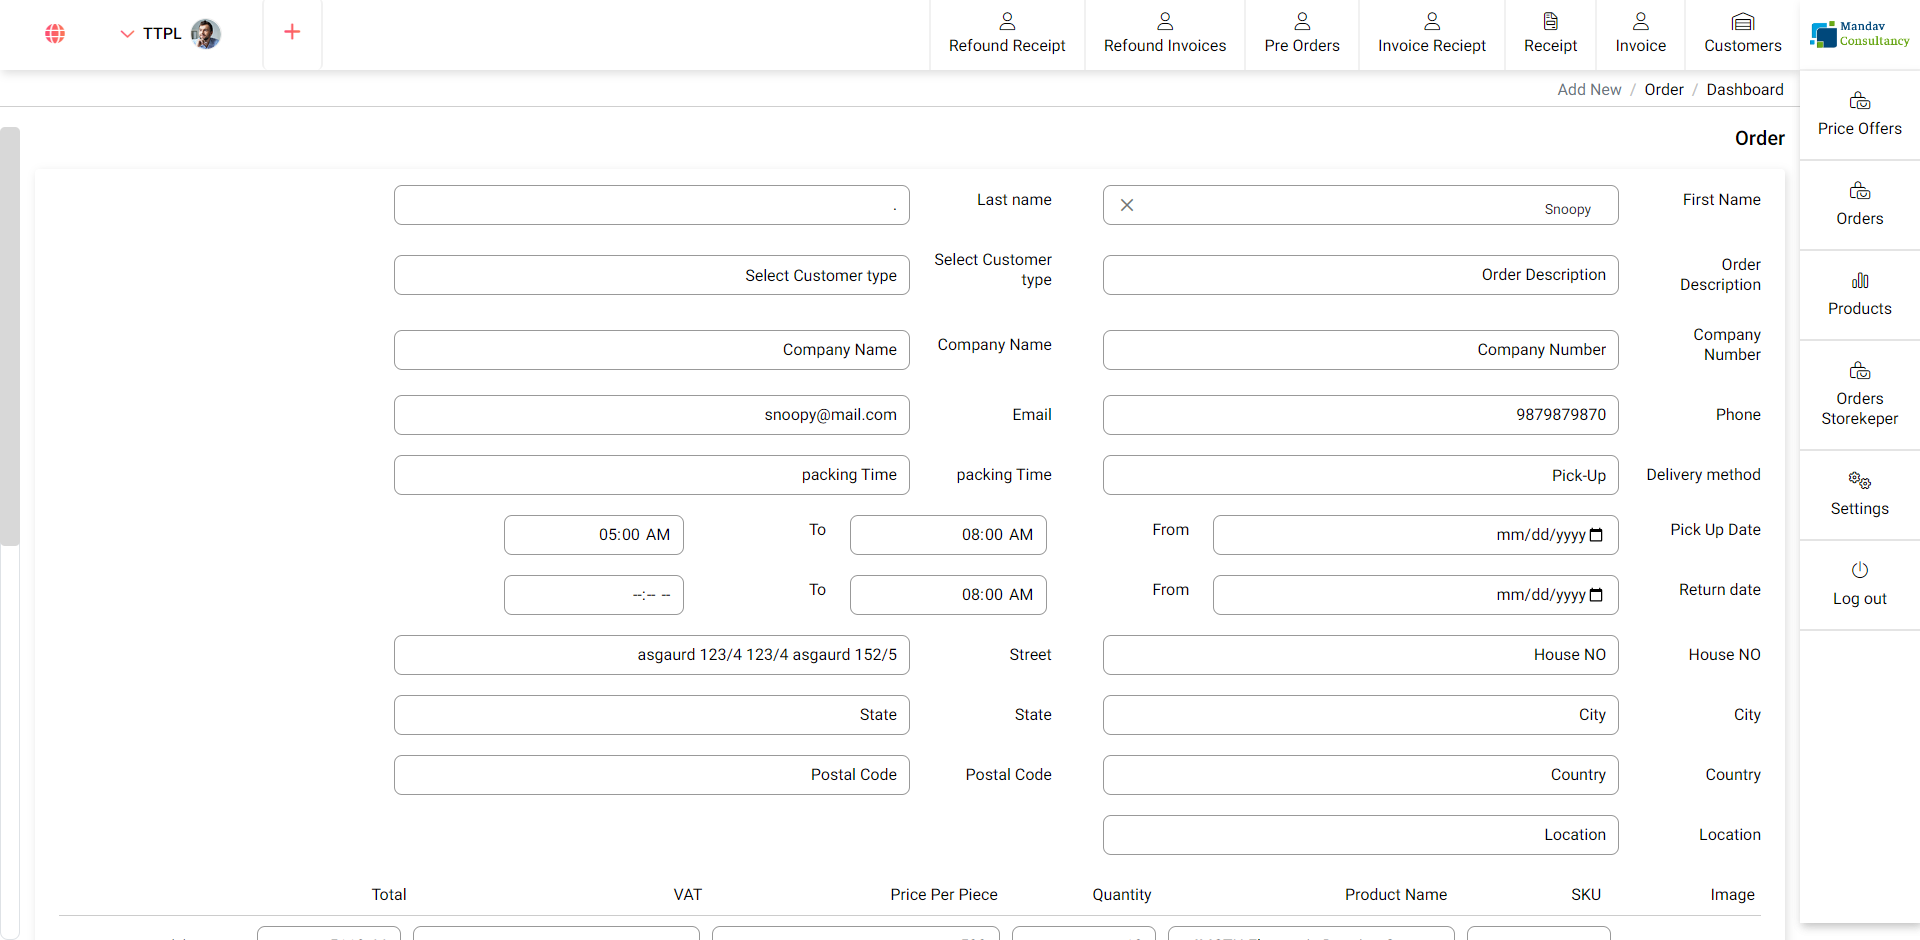 TTPL
+
Refound Receipt
Refound Invoices
Pre Orders
Invoice Reciept
Receipt
Invoice
Customers
Mandav
Consultancy
Add New / Order / Dashboard
Order
Price Offers
Orders
Products
Orders
Storekeper
Settings
Log out
First Name
Snoopy
Last name
.
Order
Description
Order Description
Select Customer
type
Select Customer type
Company
Number
Company Number
Company Name
Company Name
Phone
9879879870
Email
snoopy@mail.com
Delivery method
Pick-Up
packing Time
packing Time
Pick Up Date
mm/dd/yyyy
From
08:00 AM
To
05:00 AM
Return date
mm/dd/yyyy
From
08:00 AM
To
--:-- --
House NO
House NO
Street
asgaurd 123/4 123/4 asgaurd 152/5
City
City
State
State
Country
Country
Postal Code
Postal Code
Location
Location
Image
SKU
Product Name
Quantity
Price Per Piece
VAT
Total